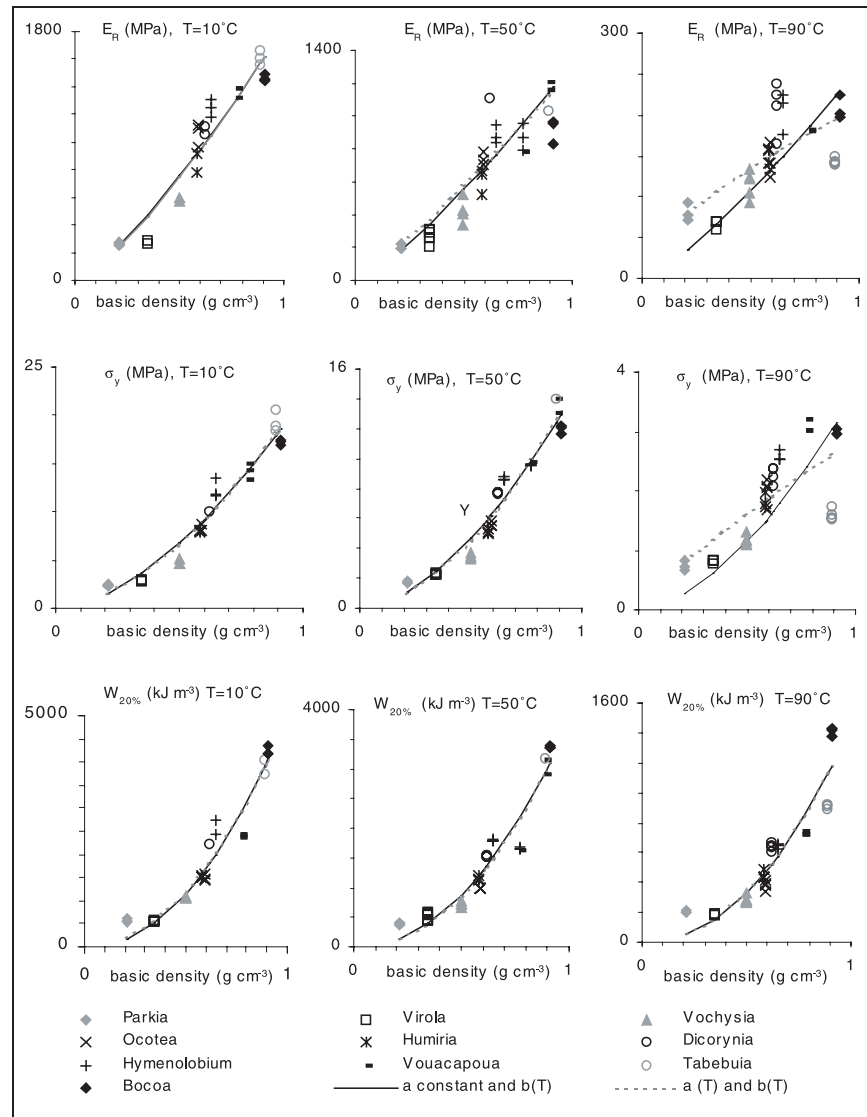 E_R (MPa), T=10°C
1800
0
0
1
basic density (g cm⁻³)
E_R (MPa), T=50°C
1400
0
0
1
basic density (g cm⁻³)
E_R (MPa), T=90°C
300
0
0
1
basic density (g cm⁻³)
σ_y (MPa), T=10°C
25
0
0
1
basic density (g cm⁻³)
σ_y (MPa), T=50°C
16
Y
0
0
1
basic density (g cm⁻³)
σ_y (MPa), T=90°C
4
0
0
1
basic density (g cm⁻³)
W_20% (kJ m⁻³) T=10°C
5000
0
0
1
basic density (g cm⁻³)
W_20% (kJ m⁻³) T=50°C
4000
0
0
1
basic density (g cm⁻³)
W_20% (kJ m⁻³) T=90°C
1600
0
0
1
basic density (g cm⁻³)
Parkia
Virola
Vochysia
Ocotea
Humiria
Dicorynia
Hymenolobium
Vouacapoua
Tabebuia
Bocoa
a constant and b(T)
a (T) and b(T)